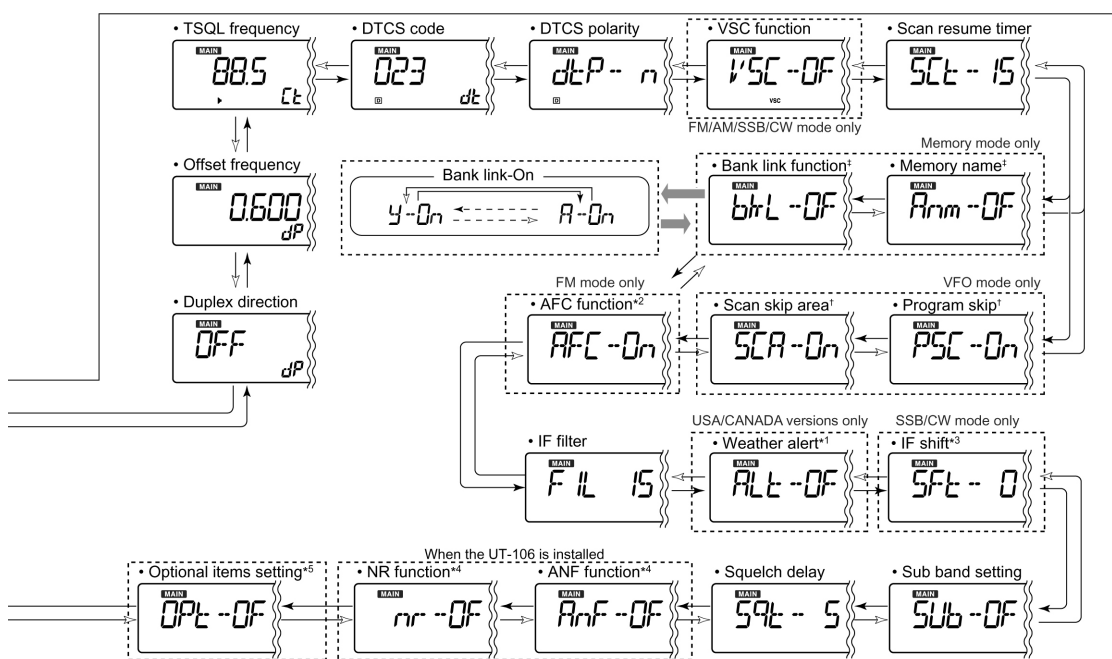 • TSQL frequency
MAIN
88.5
Ct
• DTCS code
MAIN
023
D
dt
• DTCS polarity
MAIN
dtP-- n
D
• VSC function
MAIN
VSC-OF
VSC
FM/AM/SSB/CW mode only
• Scan resume timer
MAIN
SCt-- 15
• Offset frequency
MAIN
0.600
dP
Bank link-On
y-On
A-On
Memory mode only
• Bank link function‡
MAIN
bkL --OF
• Memory name‡
MAIN
Anm--OF
• Duplex direction
MAIN
OFF
dP
FM mode only
• AFC function*2
MAIN
AFC--On
VFO mode only
• Scan skip area†
MAIN
SCA--On
• Program skip†
MAIN
PSC--On
• IF filter
MAIN
FIL 15
USA/CANADA versions only
• Weather alert*1
MAIN
ALt--OF
SSB/CW mode only
• IF shift*3
MAIN
SFt-- 0
• Optional items setting*5
MAIN
OPt--OF
When the UT-106 is installed
• NR function*4
MAIN
nr --OF
• ANF function*4
MAIN
AnF--OF
• Squelch delay
MAIN
Sqt-- S
• Sub band setting
MAIN
SUb--OF